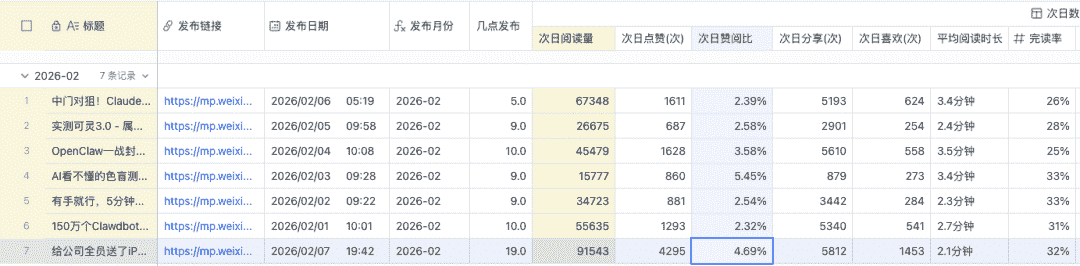 次日数
标题 发布链接 发布日期 发布月份 几点发布 次日阅读量 次日点赞(次) 次日赞阅比 次日分享(次) 次日喜欢(次) 平均阅读时长 完读率
2026-02 7 条记录
1 中门对狙！Claude... https://mp.weixi... 2026/02/06 05:19 2026-02 5.0 67348 1611 2.39% 5193 624 3.4分钟 26%
2 实测可灵3.0 - 属... https://mp.weixi... 2026/02/05 09:58 2026-02 9.0 26675 687 2.58% 2901 254 2.4分钟 28%
3 OpenClaw一战封... https://mp.weixi... 2026/02/04 10:08 2026-02 10.0 45479 1628 3.58% 5610 558 3.5分钟 25%
4 AI看不懂的色盲测... https://mp.weixi... 2026/02/03 09:28 2026-02 9.0 15777 860 5.45% 879 273 3.4分钟 33%
5 有手就行，5分钟... https://mp.weixi... 2026/02/02 09:22 2026-02 9.0 34723 881 2.54% 3442 284 2.3分钟 33%
6 150万个Clawdbot... https://mp.weixi... 2026/02/01 10:01 2026-02 10.0 55635 1293 2.32% 5340 541 2.7分钟 31%
7 给公司全员送了iP... https://mp.weixi... 2026/02/07 19:42 2026-02 19.0 91543 4295 4.69% 5812 1453 2.1分钟 32%